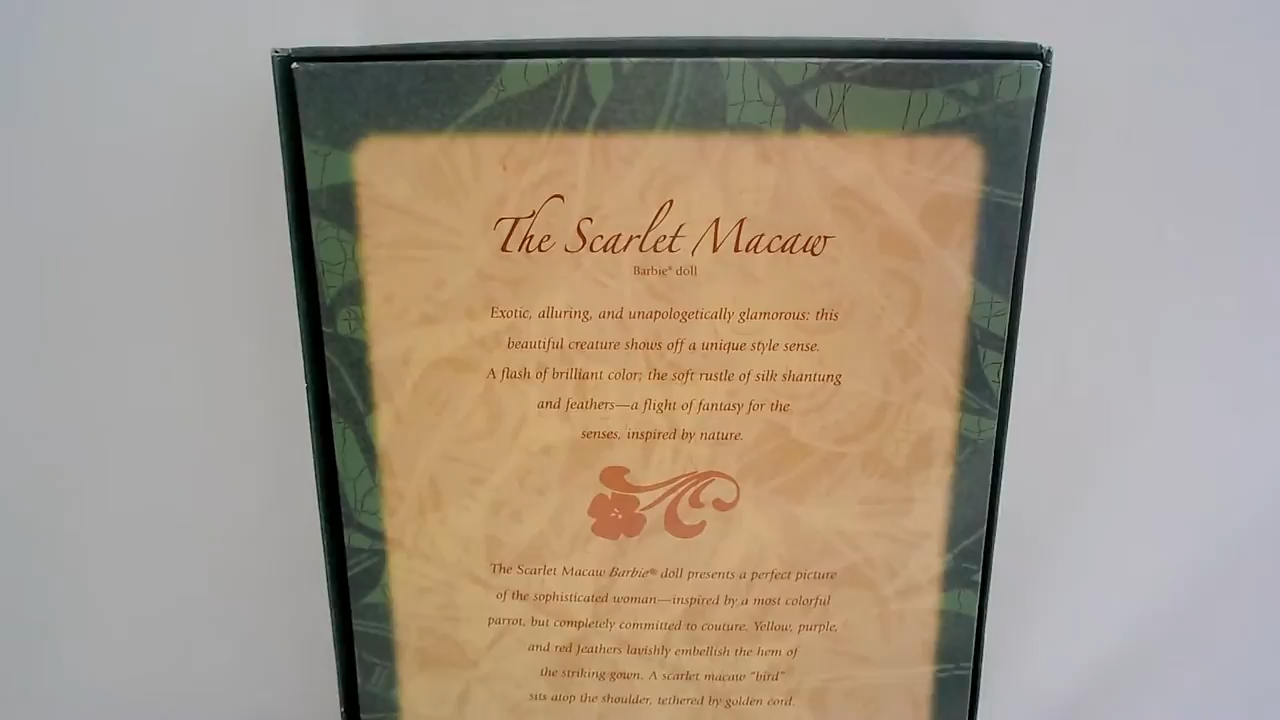 The Scarlet Macaw
Barbie® doll
Exotic, alluring, and unapologetically glamorous: this
beautiful creature shows off a unique style sense.
A flash of brilliant color; the soft rustle of silk shantung
and feathers—a flight of fantasy for the
senses, inspired by nature.
The Scarlet Macaw Barbie® doll presents a perfect picture
of the sophisticated woman—inspired by a most colorful
parrot, but completely committed to couture. Yellow, purple,
and red feathers lavishly embellish the hem of
the striking gown. A scarlet macaw "bird"
sits atop the shoulder, tethered by golden cord.